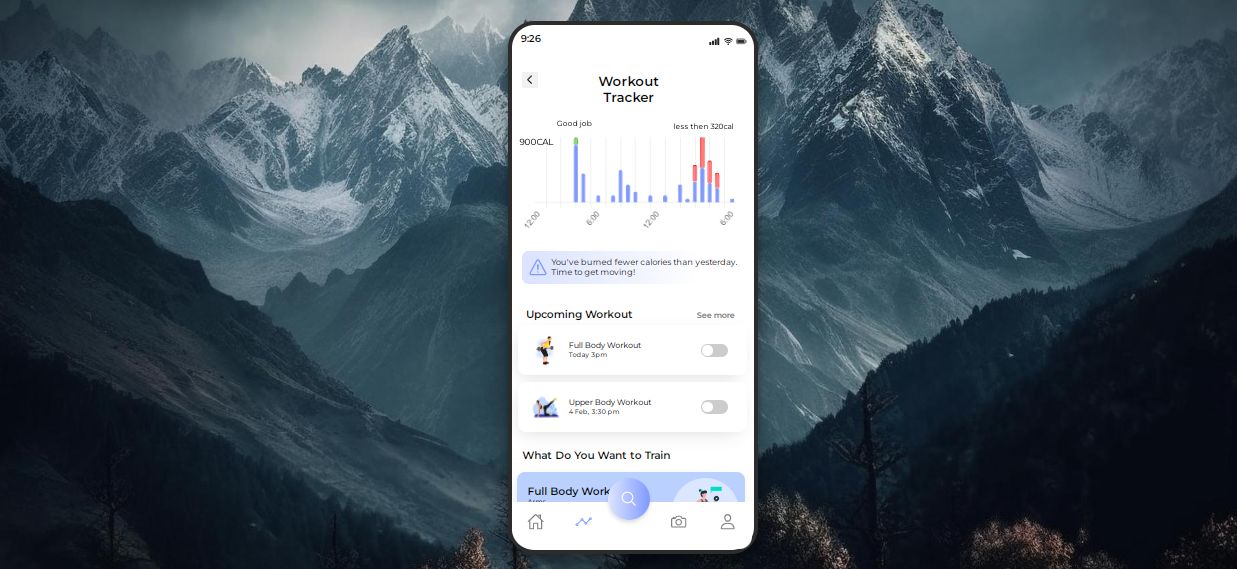 9:26
Workout
Tracker
Good job
less then 320cal
900CAL
12:00
6:00
12:00
6:00
You've burned fewer calories than yesterday.
Time to get moving!
Upcoming Workout
See more
Full Body Workout
Today 3pm
Upper Body Workout
4 Feb, 3:30 pm
What Do You Want to Train
Full Body Work